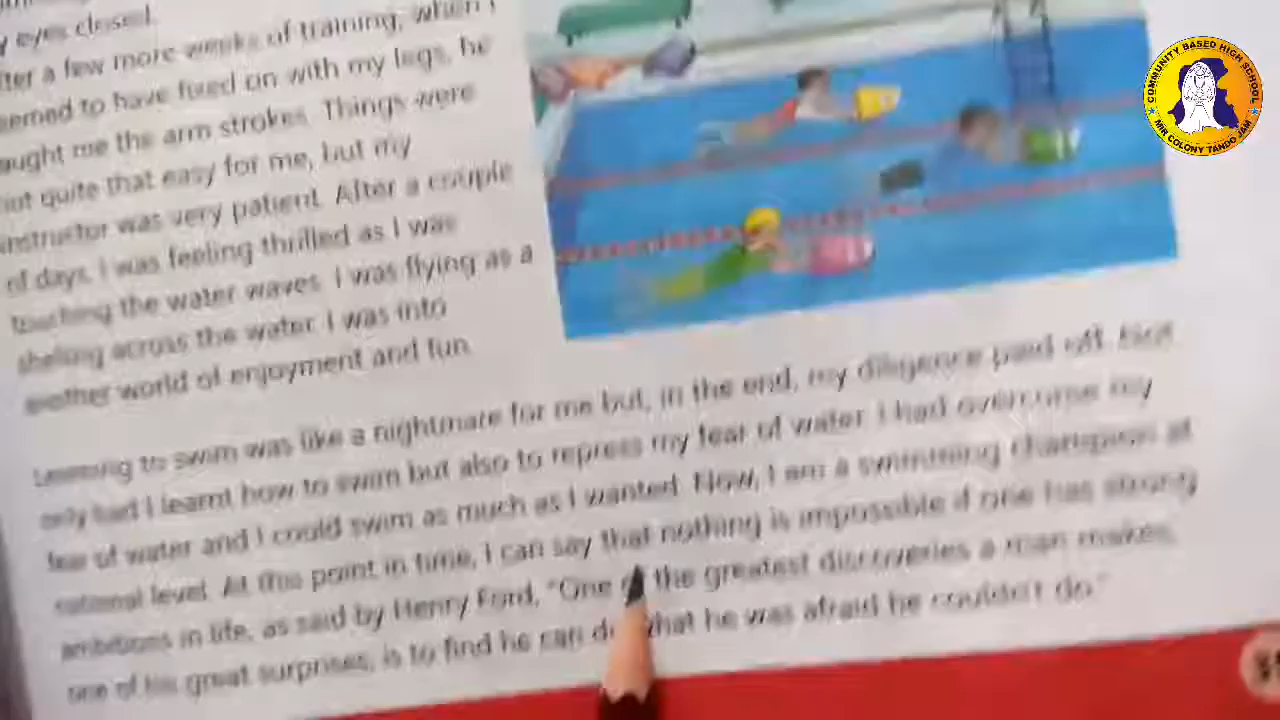 eyes closed.
a few more weeks of training, when I
to have fixed on with my legs, he
me the arm strokes. Things were
not quite that easy for me, but my
instructor was very patient. After a couple
of days, I was feeling thrilled as I was
touching the water waves. I was flying as a
shelling across the water. I was into
another world of enjoyment and fun.
Learning to swim was like a nightmare for me but, in the end, my diligence paid off. Not
only had I learnt how to swim but also to repress my fear of water. I had overcome my
fear of water and I could swim as much as I wanted. Now, I am a swimming champion at
national level. At this point in time, I can say that nothing is impossible if one has strong
ambitions in life, as said by Henry Ford, "One of the greatest discoveries a man makes,
one of his great surprises, is to find he can do what he was afraid he couldn't do."
COMMUNITY BASED HIGH SCHOOL
MIR COLONY TANDO JAM